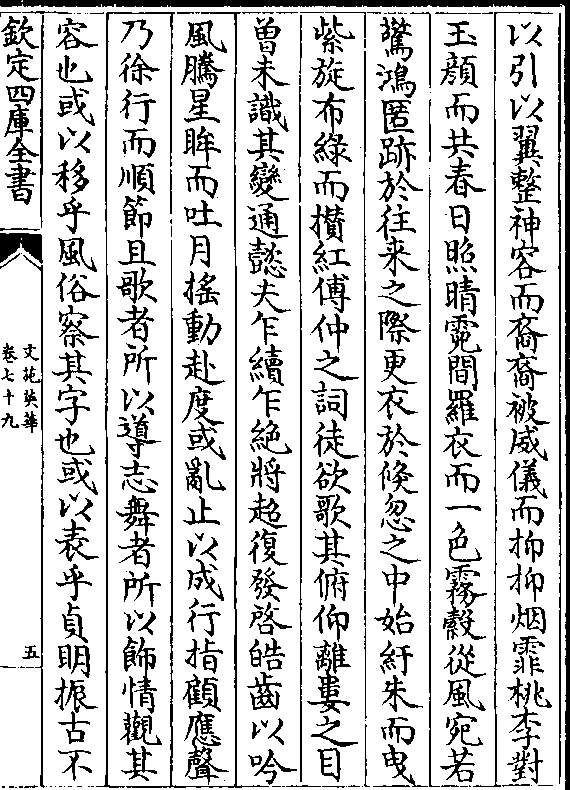 以引以翼整神容而裔裔被威儀而抑抑烟霏桃李對
玉顔而共春日照晴霓間羅衣而一色霧縠從風宛若
驚鴻匿跡於往来之際更衣於倐忽之中始紆朱而曳
紫旋布緑而攅紅傅仲之詞徒欲歌其俯仰離婁之目
曽未識其變通懿夫乍續乍絶將超復發啓皓齒以吟
風騰星眸而吐月揺動赴度或亂止以成行指顧應聲
乃徐行而順節且歌者所以導志舞者所以飾情觀其
容也或以移乎風俗察其字也或以表乎貞明振古不
欽定四庫全書
文苑英華
卷七十九
五